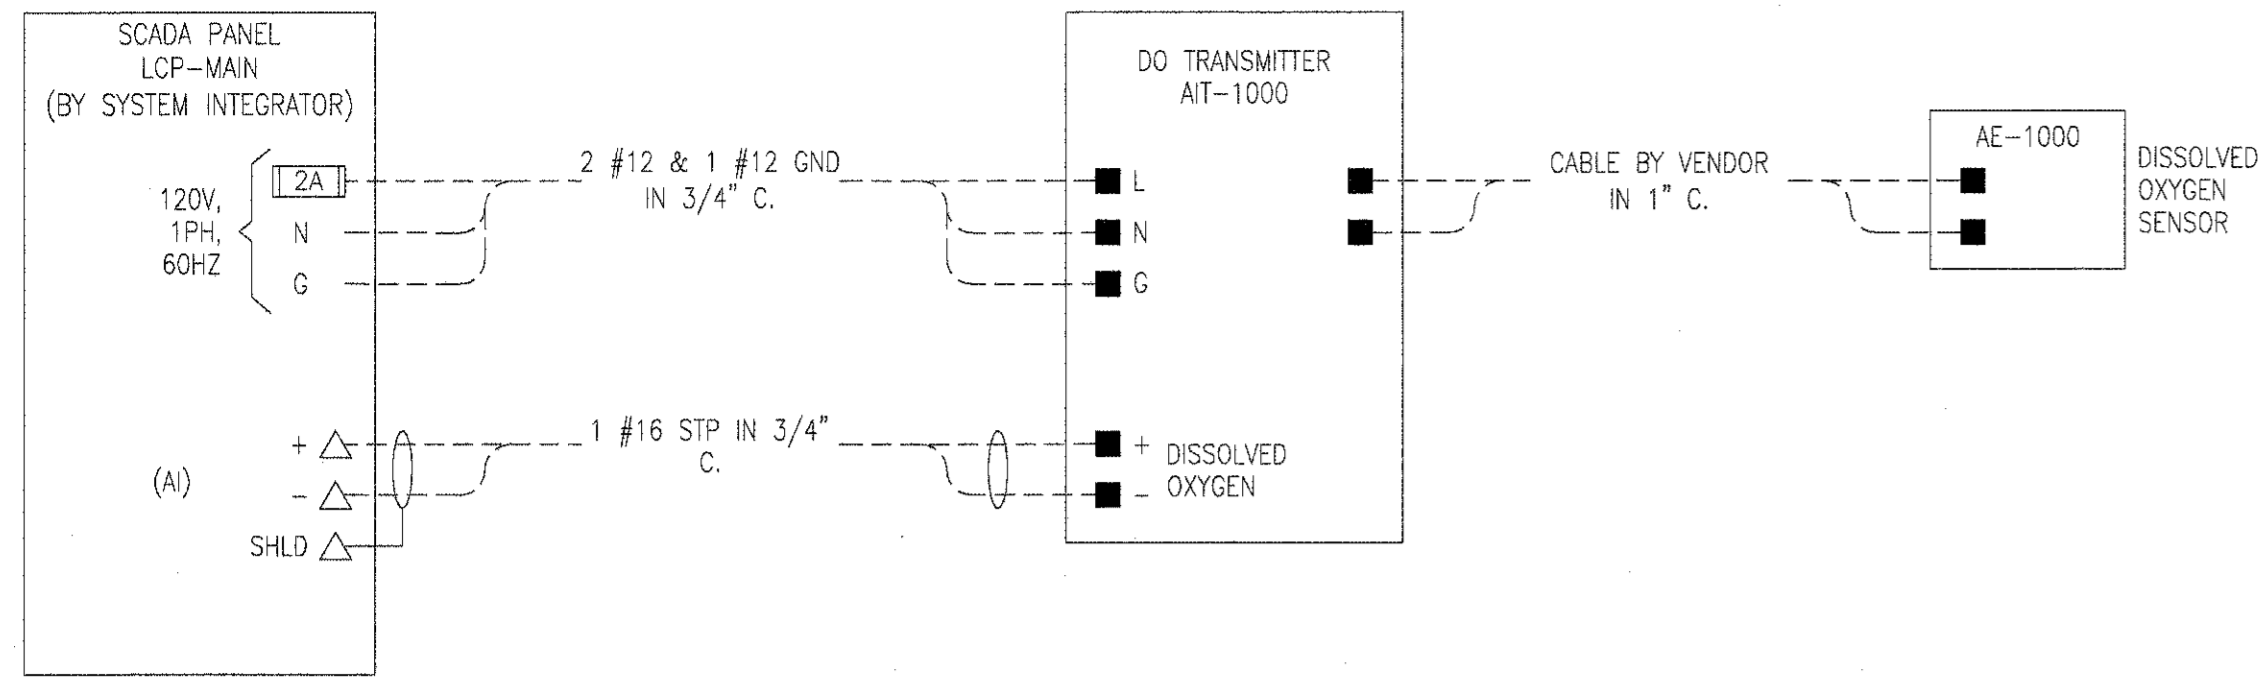 SCADA PANEL
LCP-MAIN
(BY SYSTEM INTEGRATOR)
120V,
1PH,
60HZ
2A
N
G
2 #12 & 1 #12 GND
IN 3/4" C.
DO TRANSMITTER
AIT-1000
L
N
G
CABLE BY VENDOR
IN 1" C.
AE-1000
DISSOLVED
OXYGEN
SENSOR
(AI)
+
-
SHLD
1 #16 STP IN 3/4"
C.
+
-
DISSOLVED
OXYGEN